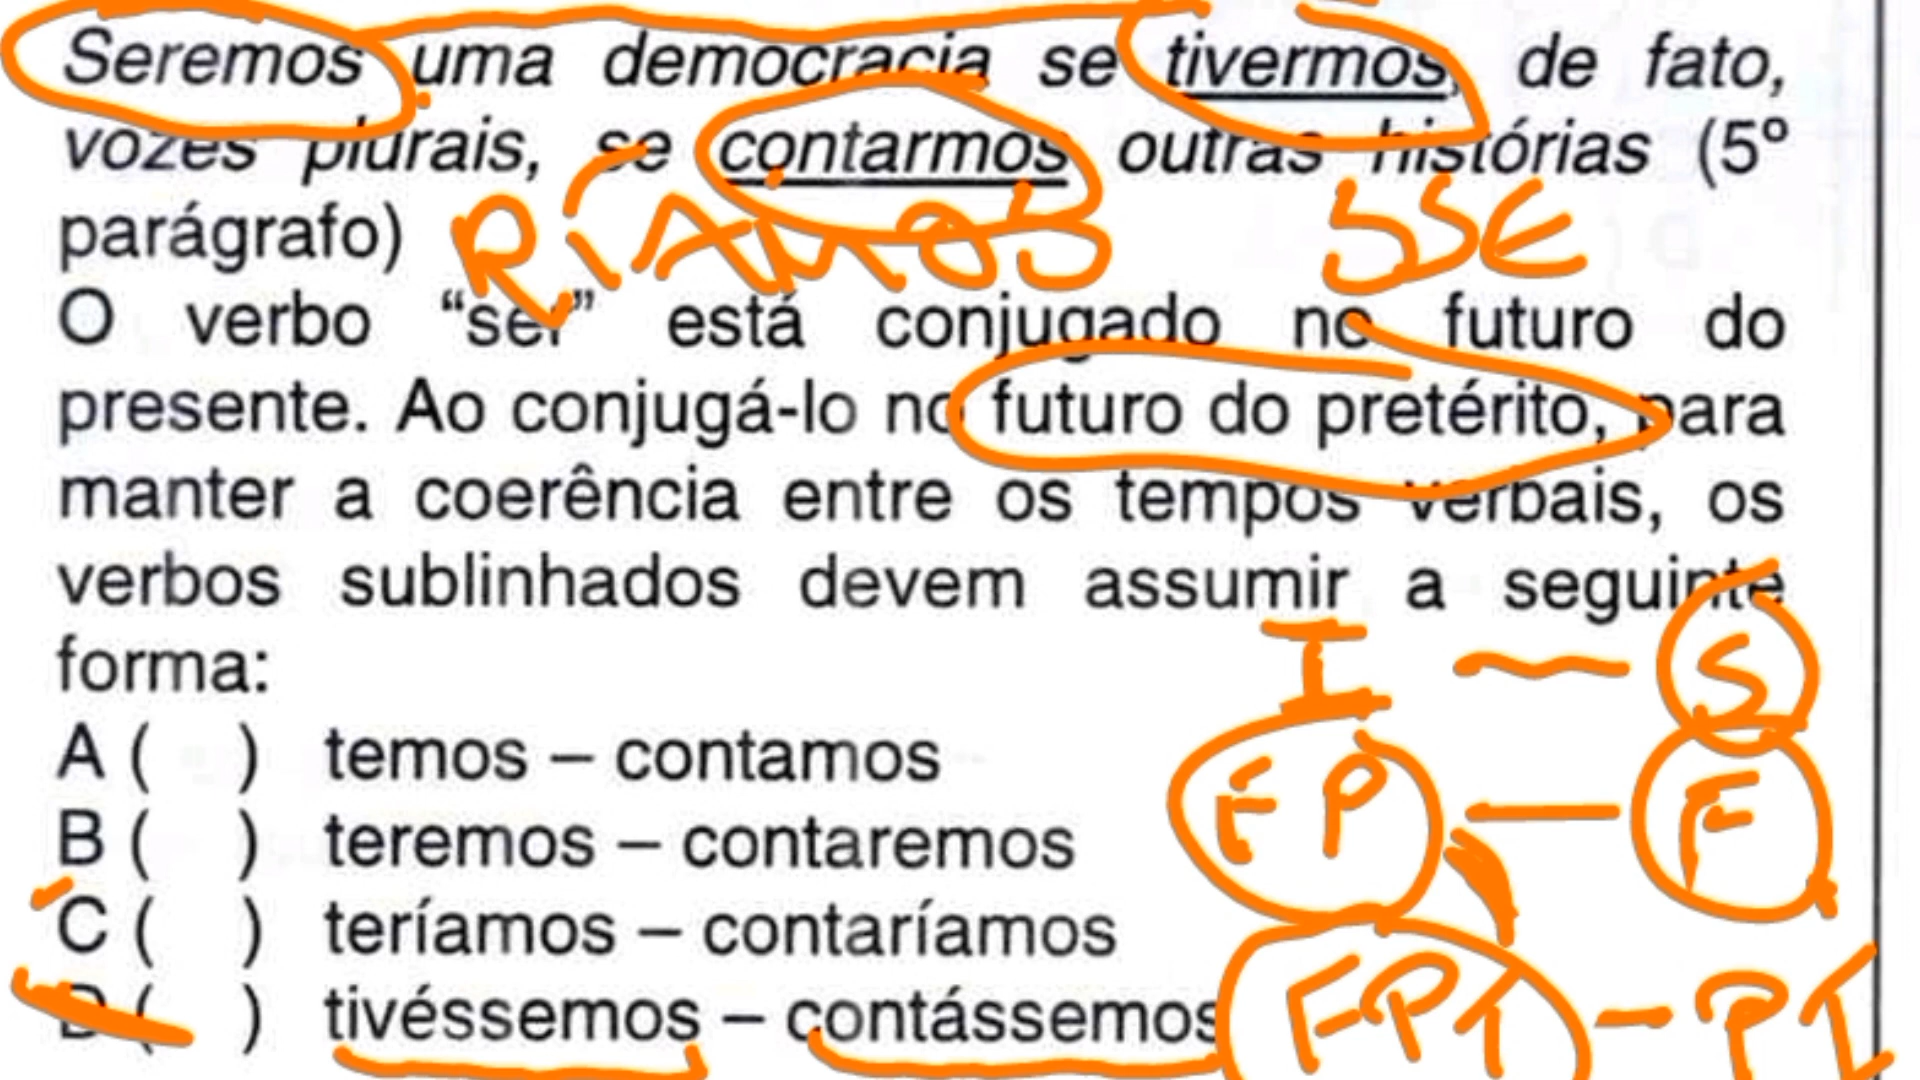 Seremos uma democracia se tivermos, de fato,
vozes plurais, se contarmos outras histórias (5º
parágrafo)
RÍAMOS SSE
O verbo “ser” está conjugado no futuro do
presente. Ao conjugá-lo no futuro do pretérito, para
manter a coerência entre os tempos verbais, os
verbos sublinhados devem assumir a seguinte
forma:
I — S
A ( ) temos – contamos
FP — F
B ( ) teremos – contaremos
C ( ) teríamos – contaríamos
D ( ) tivéssemos – contássemos
FPT - PI